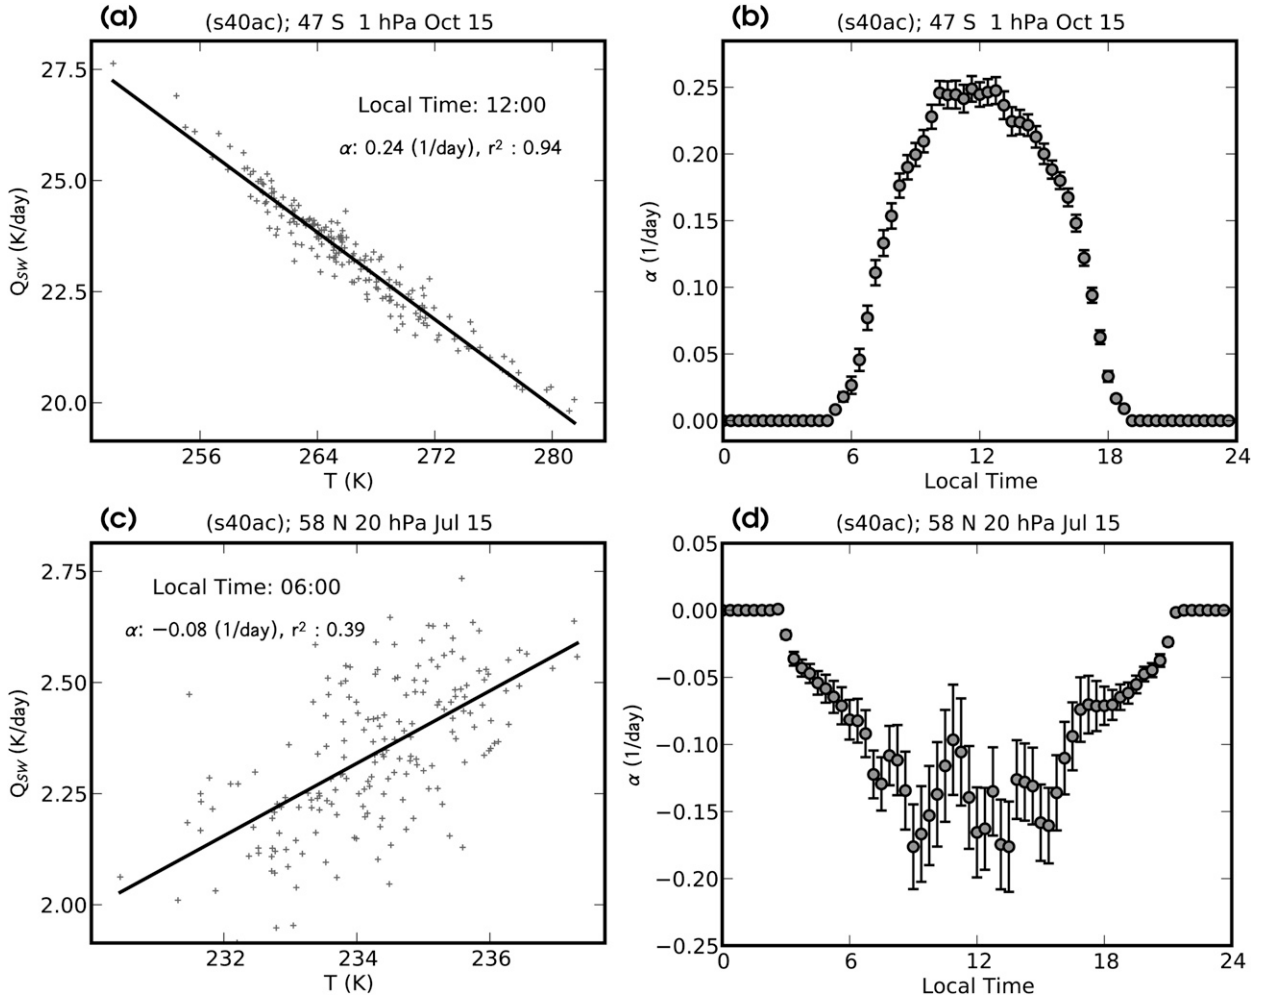 (a) (s40ac); 47 S 1 hPa Oct 15
27.5
25.0
22.5
20.0
Q_SW (K/day)
Local Time: 12:00
α: 0.24 (1/day), r² : 0.94
256 264 272 280
T (K)
(b) (s40ac); 47 S 1 hPa Oct 15
0.25
0.20
0.15
0.10
0.05
0.00
α (1/day)
0 6 12 18 24
Local Time
(c) (s40ac); 58 N 20 hPa Jul 15
2.75
2.50
2.25
2.00
Q_SW (K/day)
Local Time: 06:00
α: −0.08 (1/day), r² : 0.39
232 234 236
T (K)
(d) (s40ac); 58 N 20 hPa Jul 15
0.05
0.00
−0.05
−0.10
−0.15
−0.20
−0.25
α (1/day)
0 6 12 18 24
Local Time